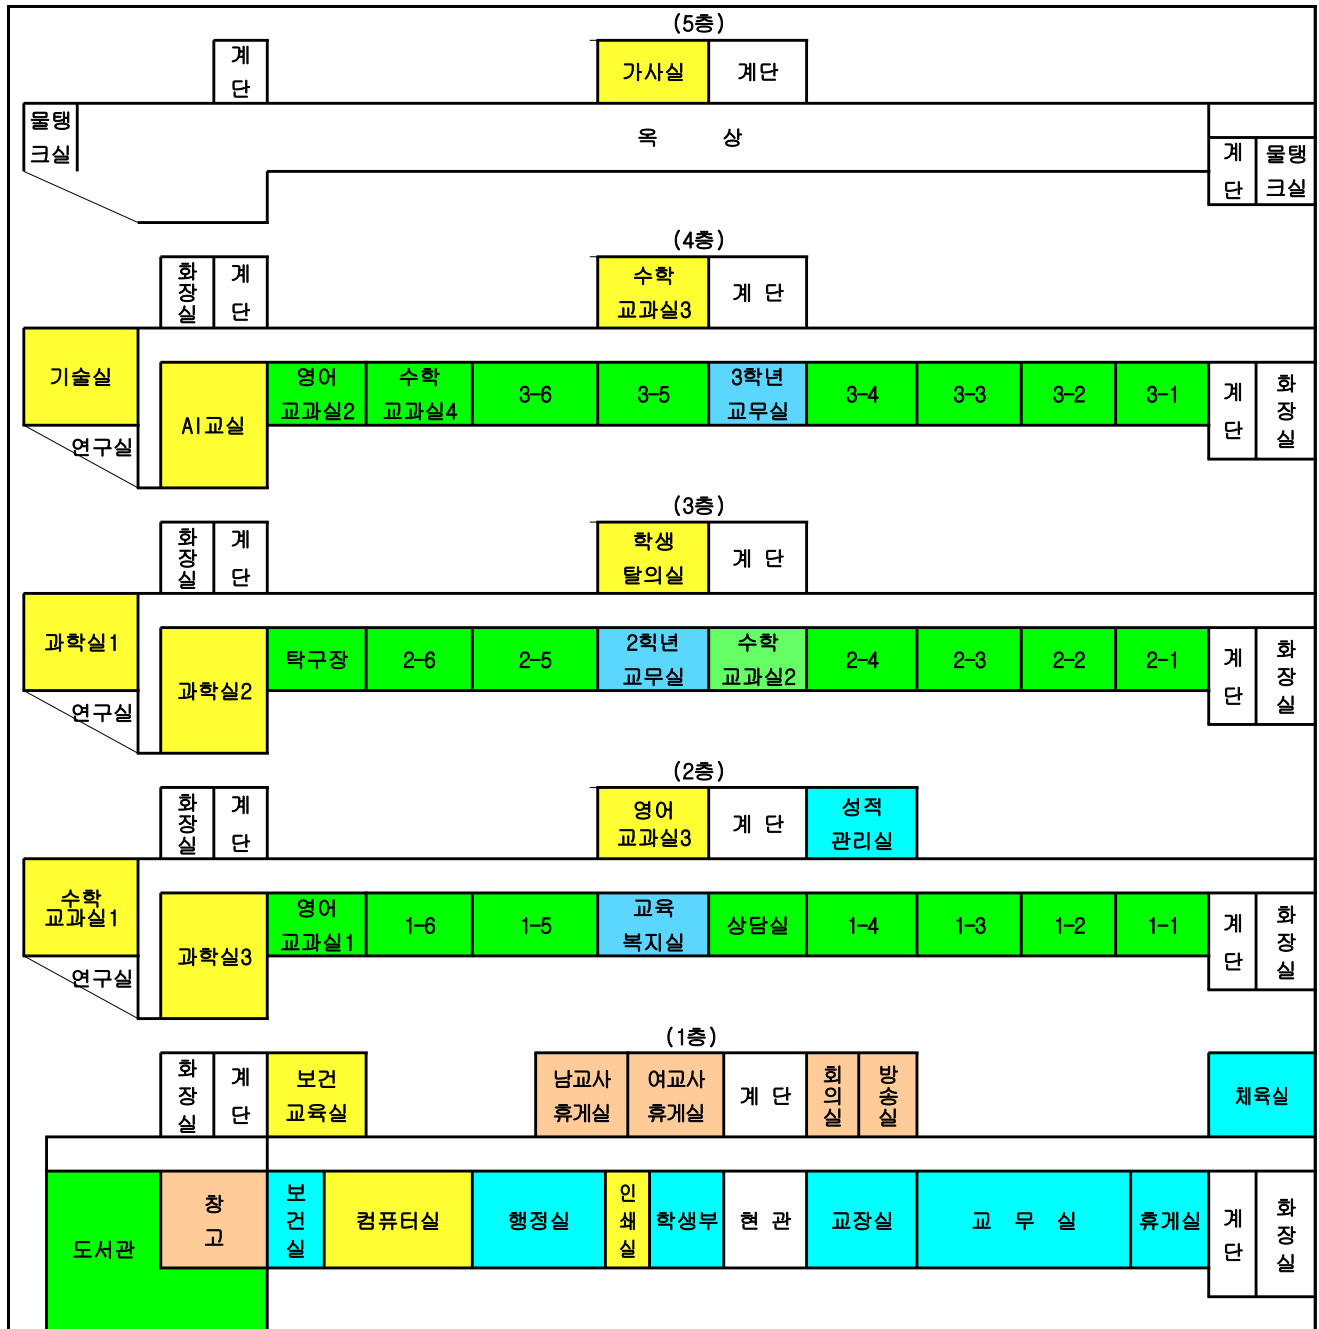 (5층)
계
단
가사실
계단
물탱
크실
옥 상
계
단
물탱
크실
(4층)
화
장
실
계
단
수학
교과실3
계 단
기술실
연구실
AI교실
영어
교과실2
수학
교과실4
3-6
3-5
3학년
교무실
3-4
3-3
3-2
3-1
계
단
화
장
실
(3층)
화
장
실
계
단
학생
탈의실
계 단
과학실1
연구실
과학실2
탁구장
2-6
2-5
2힉년
교무실
수학
교과실2
2-4
2-3
2-2
2-1
계
단
화
장
실
(2층)
화
장
실
계
단
영어
교과실3
계 단
성적
관리실
수학
교과실1
연구실
과학실3
영어
교과실1
1-6
1-5
교육
복지실
상담실
1-4
1-3
1-2
1-1
계
단
화
장
실
(1층)
화
장
실
계
단
보건
교육실
남교사
휴게실
여교사
휴게실
계 단
회
의
실
방
송
실
체육실
도서관
창
고
보
건
실
컴퓨터실
행정실
인
쇄
실
학생부
현 관
교장실
교 무 실
휴게실
계
단
화
장
실